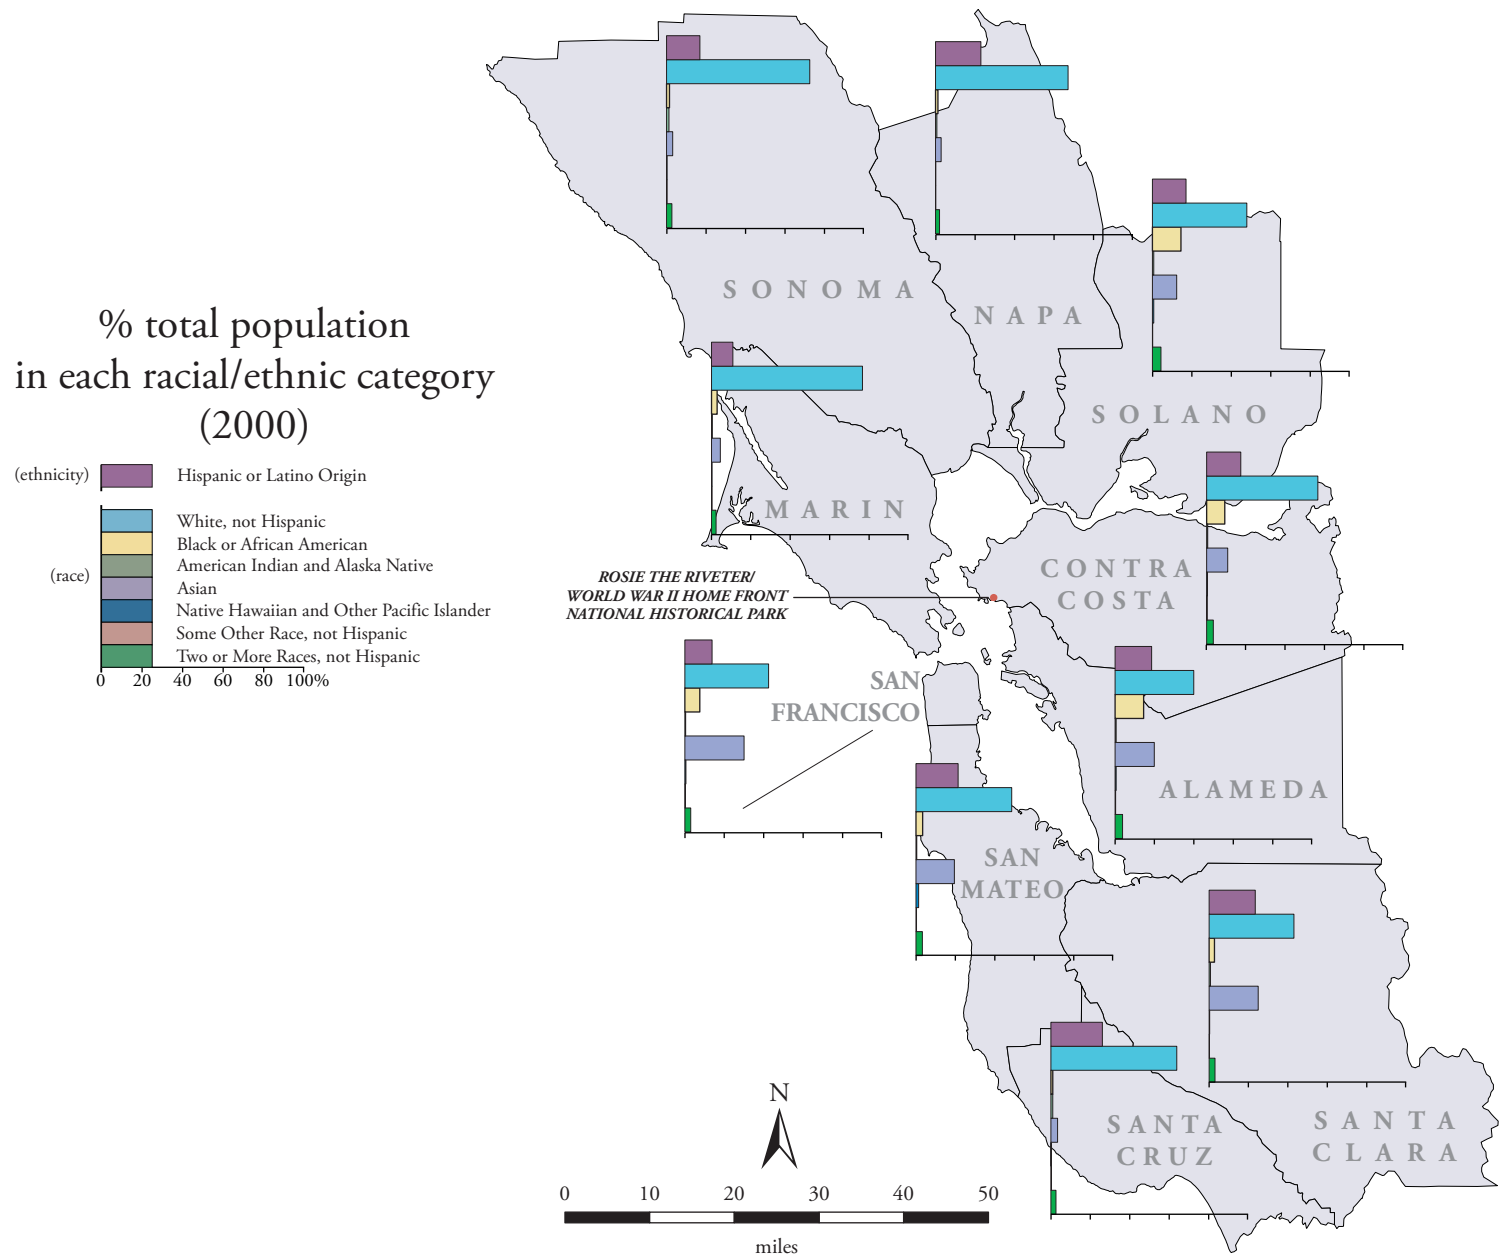 % total population
in each racial/ethnic category
(2000)
(ethnicity)
Hispanic or Latino Origin
(race)
White, not Hispanic
Black or African American
American Indian and Alaska Native
Asian
Native Hawaiian and Other Pacific Islander
Some Other Race, not Hispanic
Two or More Races, not Hispanic
0 20 40 60 80 100%
SONOMA
NAPA
SOLANO
MARIN
CONTRA
COSTA
ROSIE THE RIVETER/
WORLD WAR II HOME FRONT
NATIONAL HISTORICAL PARK
SAN
FRANCISCO
ALAMEDA
SAN
MATEO
SANTA
CRUZ
SANTA
CLARA
N
0 10 20 30 40 50
miles